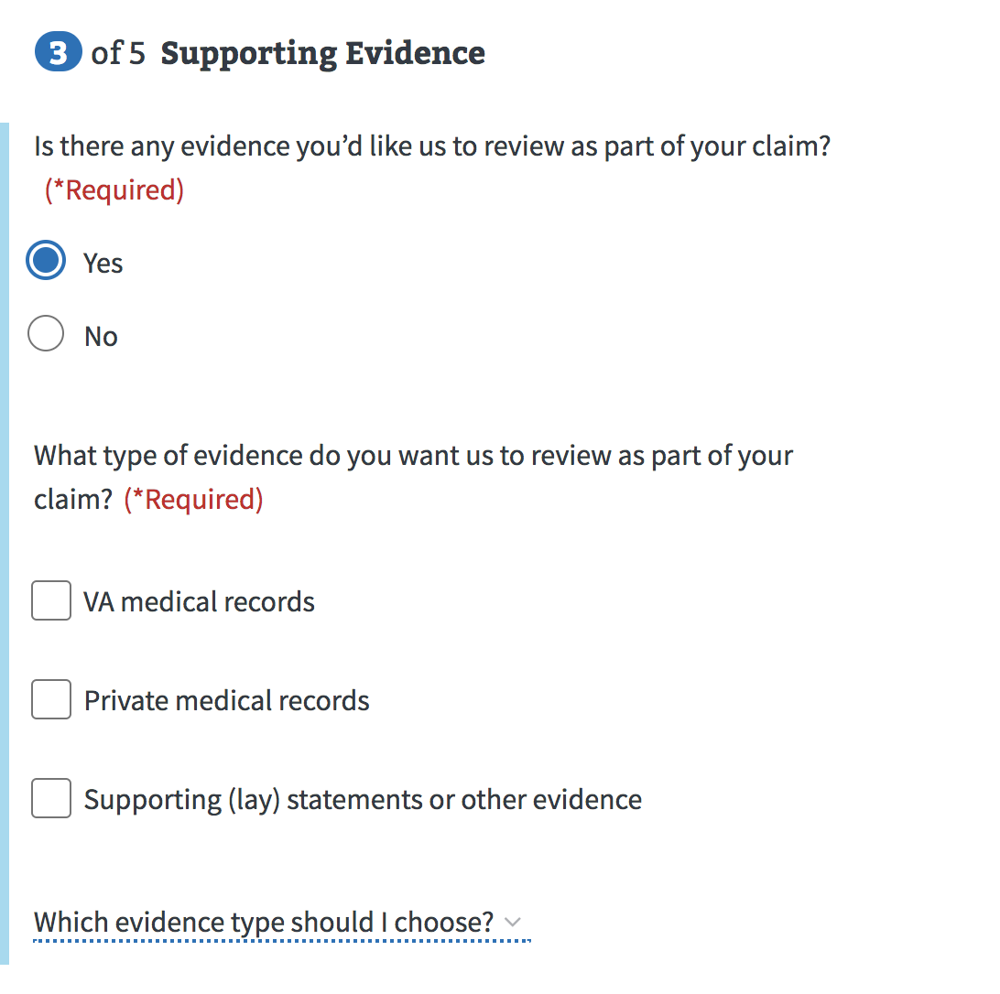 3 of 5 Supporting Evidence
Is there any evidence you’d like us to review as part of your claim?
(*Required)
Yes
No
What type of evidence do you want us to review as part of your
claim? (*Required)
VA medical records
Private medical records
Supporting (lay) statements or other evidence
Which evidence type should I choose?